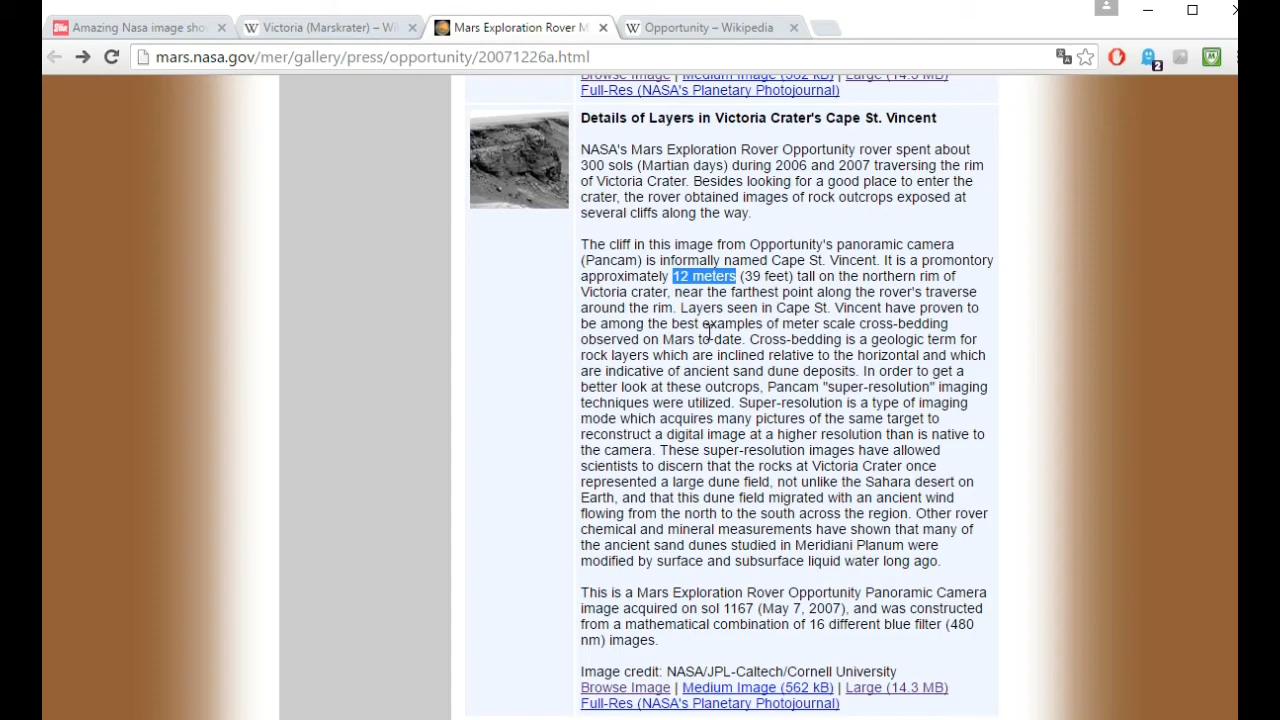 Amazing Nasa image sho
Victoria (Marskrater) – Wi
Mars Exploration Rover M
Opportunity – Wikipedia
mars.nasa.gov/mer/gallery/press/opportunity/20071226a.html
2
Browse Image | Medium Image (562 kB) | Large (14.3 MB)
Full-Res (NASA's Planetary Photojournal)
Details of Layers in Victoria Crater's Cape St. Vincent
NASA's Mars Exploration Rover Opportunity rover spent about
300 sols (Martian days) during 2006 and 2007 traversing the rim
of Victoria Crater. Besides looking for a good place to enter the
crater, the rover obtained images of rock outcrops exposed at
several cliffs along the way.
The cliff in this image from Opportunity's panoramic camera
(Pancam) is informally named Cape St. Vincent. It is a promontory
approximately 12 meters (39 feet) tall on the northern rim of
Victoria crater, near the farthest point along the rover's traverse
around the rim. Layers seen in Cape St. Vincent have proven to
be among the best examples of meter scale cross-bedding
observed on Mars to date. Cross-bedding is a geologic term for
rock layers which are inclined relative to the horizontal and which
are indicative of ancient sand dune deposits. In order to get a
better look at these outcrops, Pancam "super-resolution" imaging
techniques were utilized. Super-resolution is a type of imaging
mode which acquires many pictures of the same target to
reconstruct a digital image at a higher resolution than is native to
the camera. These super-resolution images have allowed
scientists to discern that the rocks at Victoria Crater once
represented a large dune field, not unlike the Sahara desert on
Earth, and that this dune field migrated with an ancient wind
flowing from the north to the south across the region. Other rover
chemical and mineral measurements have shown that many of
the ancient sand dunes studied in Meridiani Planum were
modified by surface and subsurface liquid water long ago.
This is a Mars Exploration Rover Opportunity Panoramic Camera
image acquired on sol 1167 (May 7, 2007), and was constructed
from a mathematical combination of 16 different blue filter (480
nm) images.
Image credit: NASA/JPL-Caltech/Cornell University
Browse Image | Medium Image (562 kB) | Large (14.3 MB)
Full-Res (NASA's Planetary Photojournal)